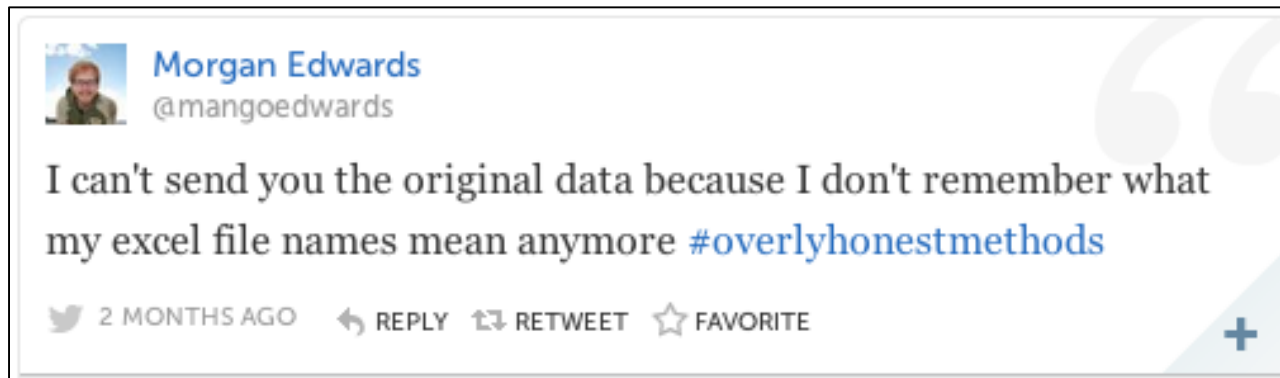 Morgan Edwards
@mangoedwards
I can't send you the original data because I don't remember what
my excel file names mean anymore #overlyhonestmethods
2 MONTHS AGO REPLY RETWEET FAVORITE